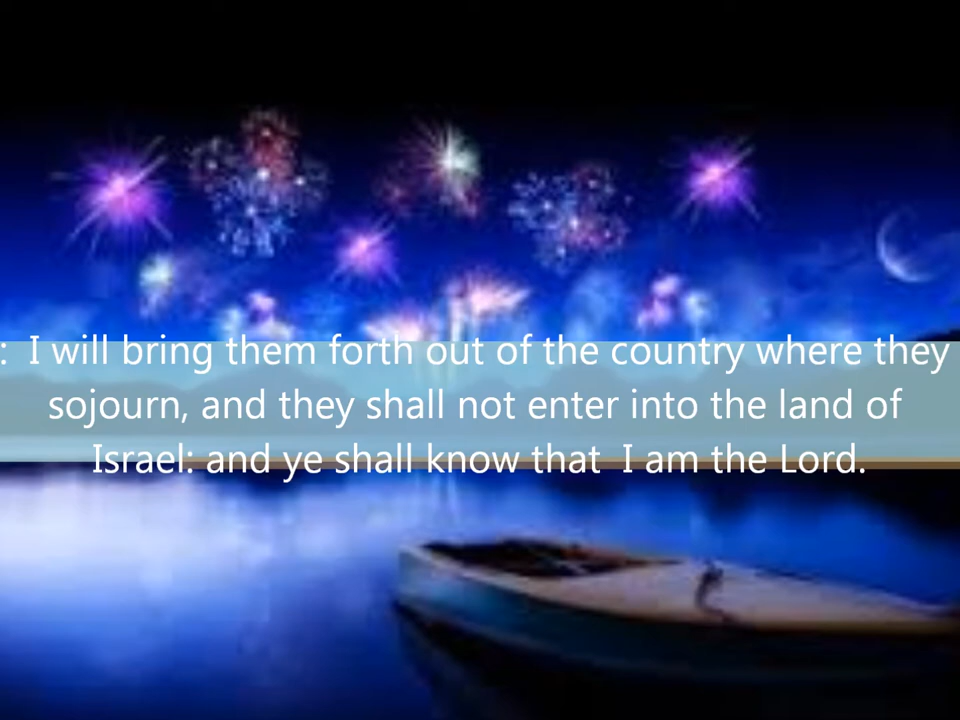 :  I will bring them forth out of the country where they
sojourn, and they shall not enter into the land of
Israel: and ye shall know that  I am the Lord.